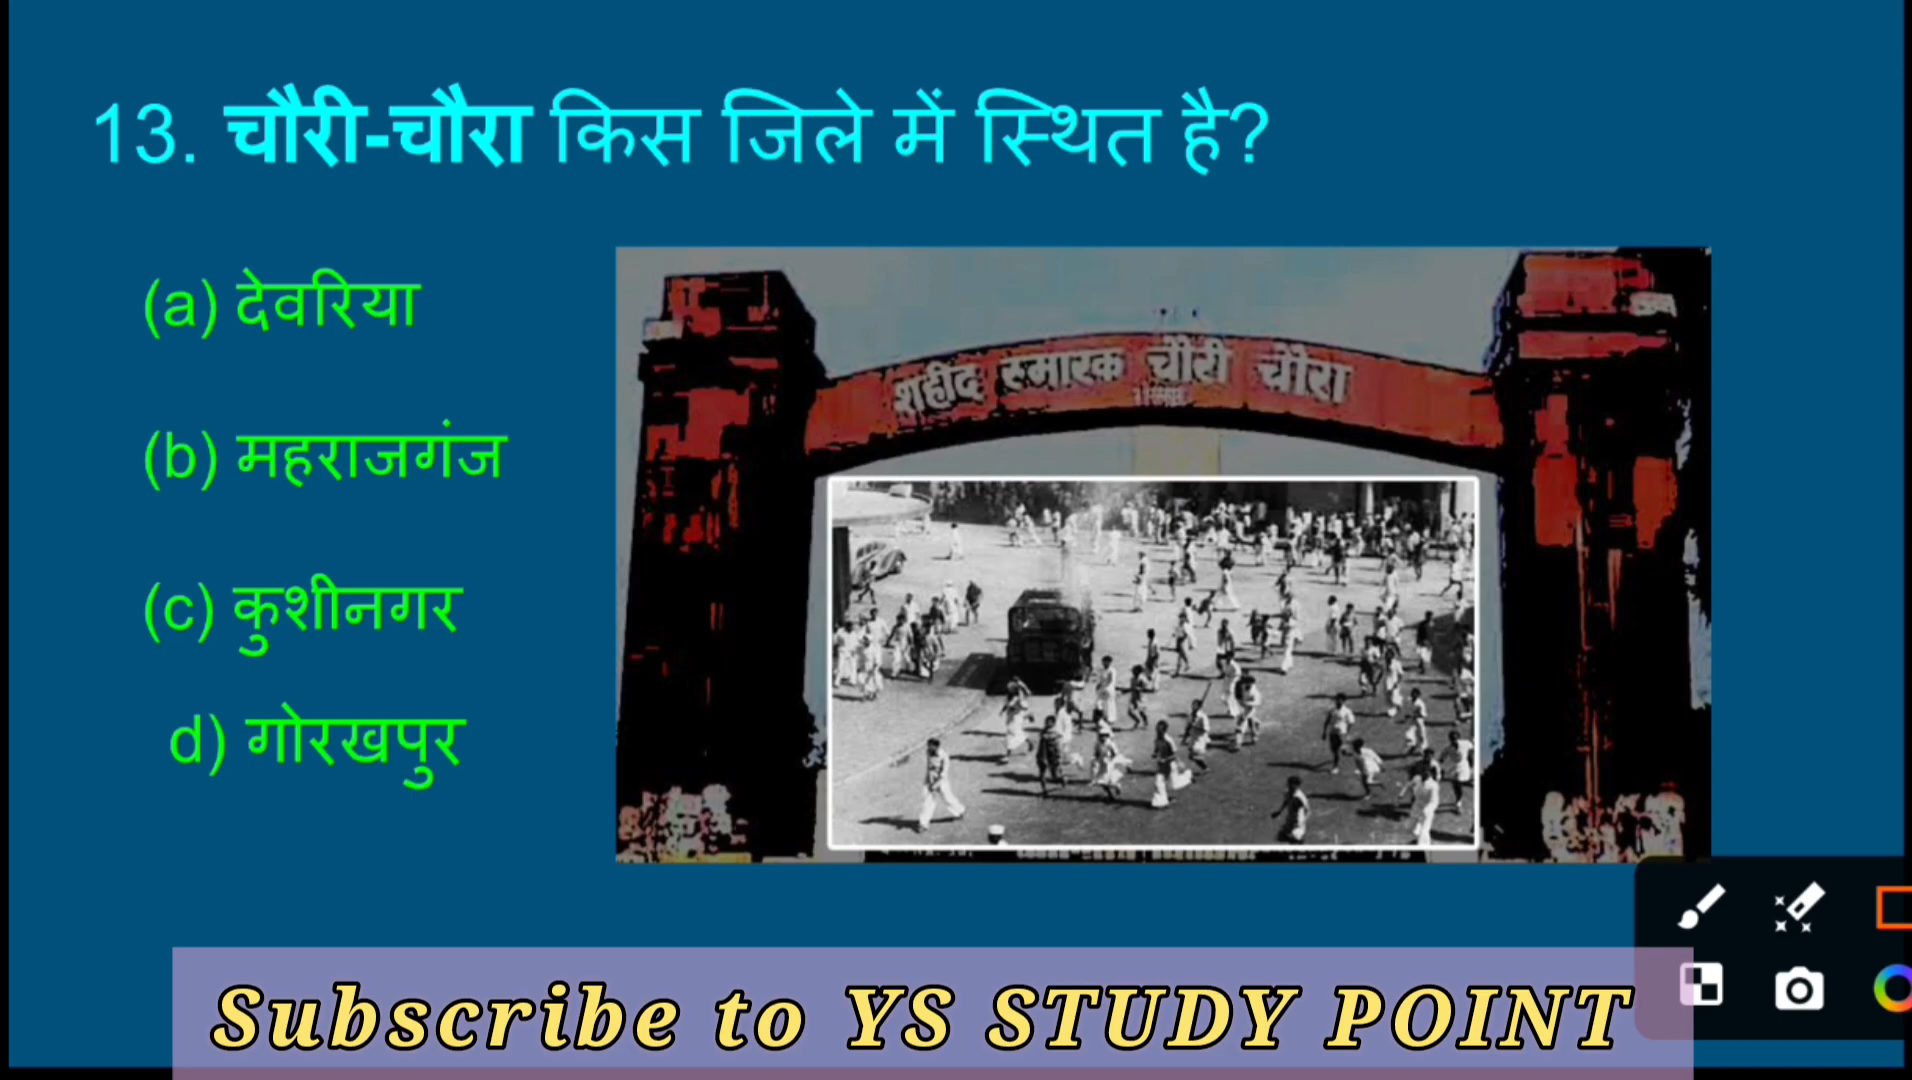 13. चौरी-चौरा किस जिले में स्थित है?
(a) देवरिया
(b) महराजगंज
(c) कुशीनगर
d) गोरखपुर
शहीद स्मारक चौरी चौरा
Subscribe to YS STUDY POINT